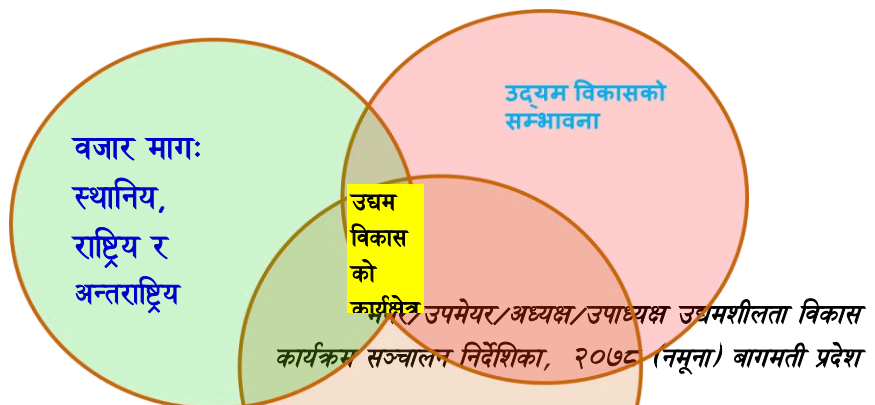 वजार मागः
स्थानिय,
राष्ट्रिय र
अन्तराष्ट्रिय
उद्यम विकासको
सम्भावना
उद्यम
विकास
को
कार्यक्षेत्र
मेयर/उपमेयर/अध्यक्ष/उपाध्यक्ष उद्यमशीलता विकास
कार्यक्रम सञ्चालन निर्देशिका, २०७८ (नमूना) बागमती प्रदेश